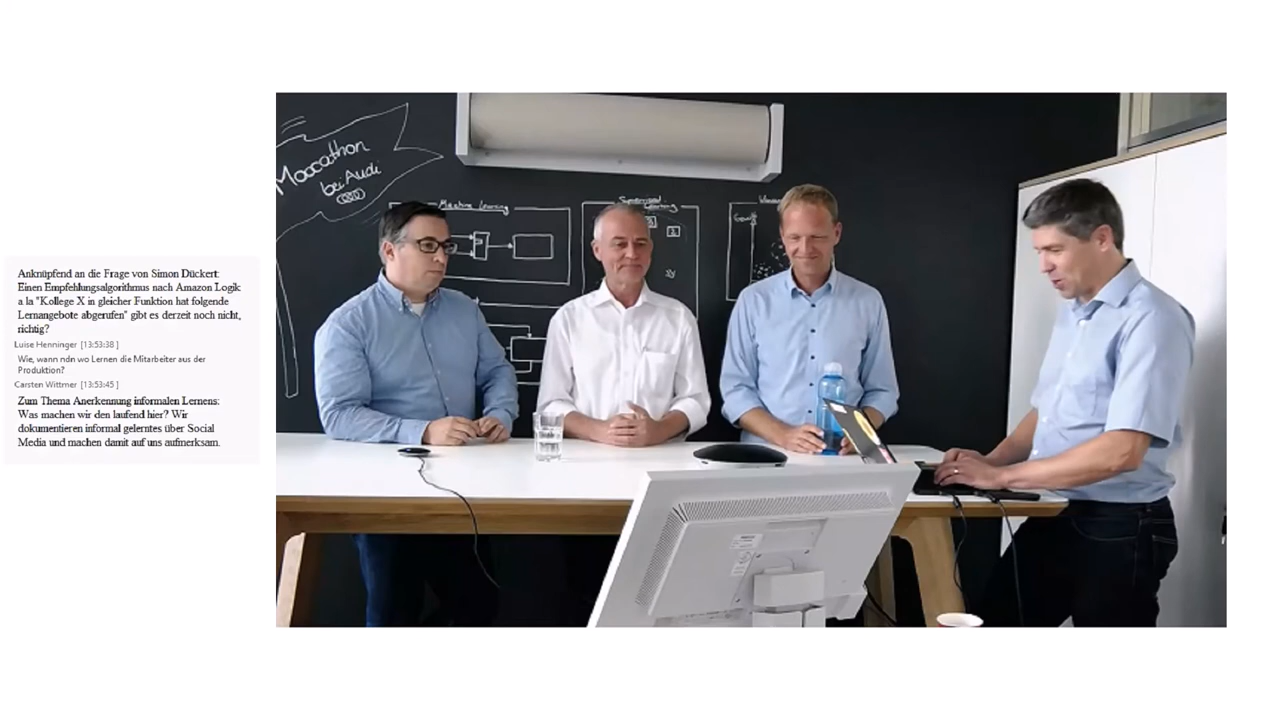 Anknüpfend an die Frage von Simon Dückert:
Einen Empfehlungsalgorithmus nach Amazon Logik
a la "Kollege X in gleicher Funktion hat folgende
Lernangebote abgerufen" gibt es derzeit noch nicht,
richtig?
Luise Henninger [13:53:38 ]
Wie, wann ndn wo Lernen die Mitarbeiter aus der
Produktion?
Carsten Wittmer [13:53:45 ]
Zum Thema Anerkennung informalen Lernens:
Was machen wir den laufend hier? Wir
dokumentieren informal gelerntes über Social
Media und machen damit auf uns aufmerksam.
Moocathon
bei Audi
Machine Learning
Supervised
Learning